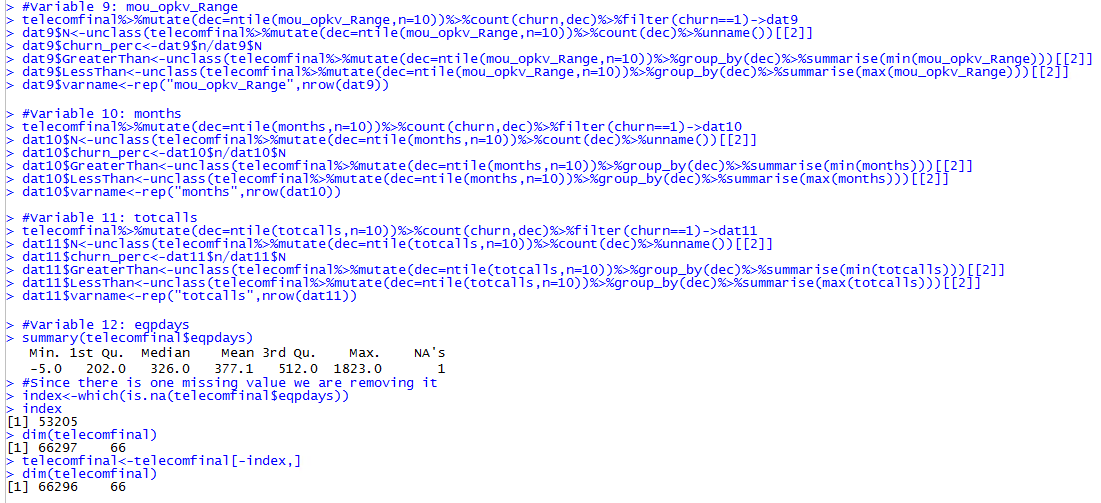 > #Variable 9: mou_opkv_Range
> telecomfinal%>%mutate(dec=ntile(mou_opkv_Range,n=10))%>%count(churn,dec)%>%filter(churn==1)->dat9
> dat9$N<-unclass(telecomfinal%>%mutate(dec=ntile(mou_opkv_Range,n=10))%>%count(dec)%>%unname())[[2]]
> dat9$churn_perc<-dat9$n/dat9$N
> dat9$GreaterThan<-unclass(telecomfinal%>%mutate(dec=ntile(mou_opkv_Range,n=10))%>%group_by(dec)%>%summarise(min(mou_opkv_Range)))[[2]]
> dat9$LessThan<-unclass(telecomfinal%>%mutate(dec=ntile(mou_opkv_Range,n=10))%>%group_by(dec)%>%summarise(max(mou_opkv_Range)))[[2]]
> dat9$varname<-rep("mou_opkv_Range",nrow(dat9))
> #Variable 10: months
> telecomfinal%>%mutate(dec=ntile(months,n=10))%>%count(churn,dec)%>%filter(churn==1)->dat10
> dat10$N<-unclass(telecomfinal%>%mutate(dec=ntile(months,n=10))%>%count(dec)%>%unname())[[2]]
> dat10$churn_perc<-dat10$n/dat10$N
> dat10$GreaterThan<-unclass(telecomfinal%>%mutate(dec=ntile(months,n=10))%>%group_by(dec)%>%summarise(min(months)))[[2]]
> dat10$LessThan<-unclass(telecomfinal%>%mutate(dec=ntile(months,n=10))%>%group_by(dec)%>%summarise(max(months)))[[2]]
> dat10$varname<-rep("months",nrow(dat10))
> #Variable 11: totcalls
> telecomfinal%>%mutate(dec=ntile(totcalls,n=10))%>%count(churn,dec)%>%filter(churn==1)->dat11
> dat11$N<-unclass(telecomfinal%>%mutate(dec=ntile(totcalls,n=10))%>%count(dec)%>%unname())[[2]]
> dat11$churn_perc<-dat11$n/dat11$N
> dat11$GreaterThan<-unclass(telecomfinal%>%mutate(dec=ntile(totcalls,n=10))%>%group_by(dec)%>%summarise(min(totcalls)))[[2]]
> dat11$LessThan<-unclass(telecomfinal%>%mutate(dec=ntile(totcalls,n=10))%>%group_by(dec)%>%summarise(max(totcalls)))[[2]]
> dat11$varname<-rep("totcalls",nrow(dat11))
> #Variable 12: eqpdays
> summary(telecomfinal$eqpdays)
   Min. 1st Qu.  Median    Mean 3rd Qu.    Max.    NA's
   -5.0   202.0   326.0   377.1   512.0  1823.0       1
> #Since there is one missing value we are removing it
> index<-which(is.na(telecomfinal$eqpdays))
> index
[1] 53205
> dim(telecomfinal)
[1] 66297    66
> telecomfinal<-telecomfinal[-index,]
> dim(telecomfinal)
[1] 66296    66